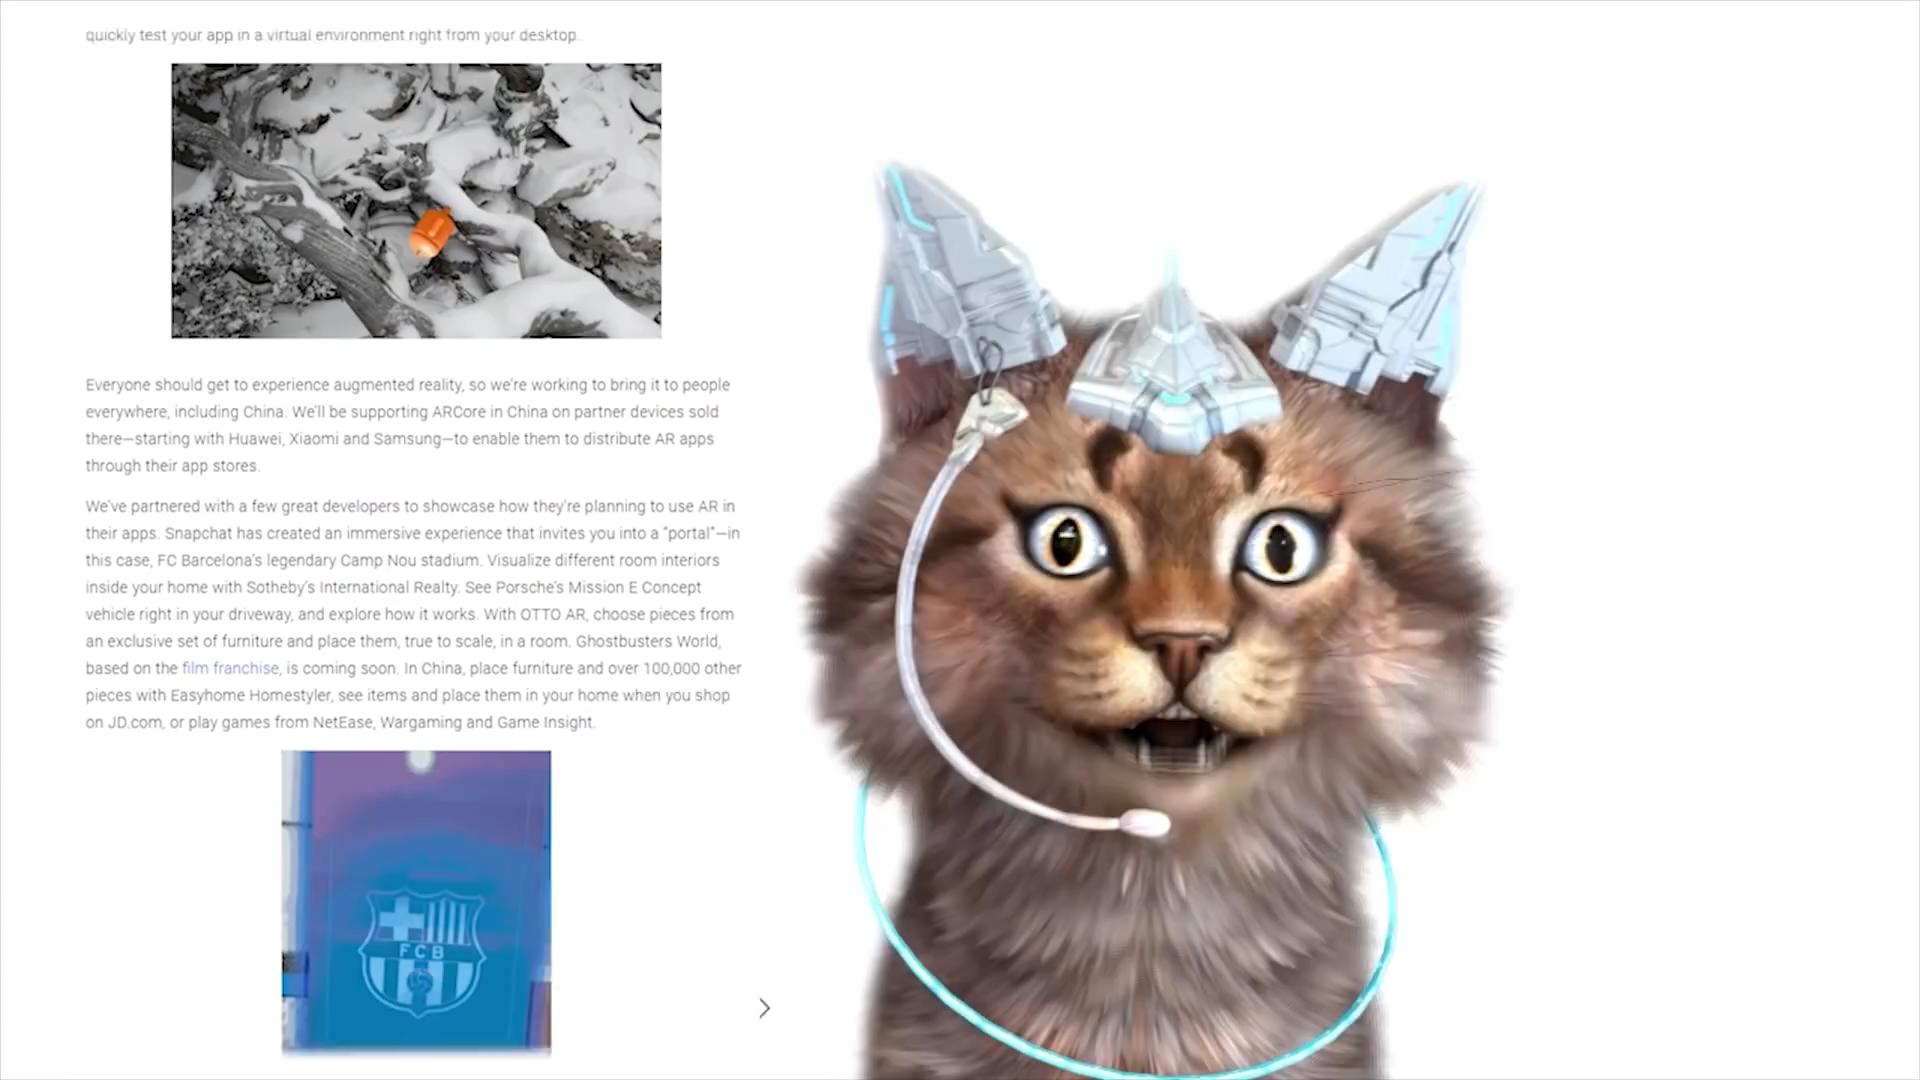 quickly test your app in a virtual environment right from your desktop.
Everyone should get to experience augmented reality, so we're working to bring it to people
everywhere, including China. We'll be supporting ARCore in China on partner devices sold
there—starting with Huawei, Xiaomi and Samsung—to enable them to distribute AR apps
through their app stores.
We've partnered with a few great developers to showcase how they're planning to use AR in
their apps. Snapchat has created an immersive experience that invites you into a “portal”—in
this case, FC Barcelona's legendary Camp Nou stadium. Visualize different room interiors
inside your home with Sotheby's International Realty. See Porsche's Mission E Concept
vehicle right in your driveway, and explore how it works. With OTTO AR, choose pieces from
an exclusive set of furniture and place them, true to scale, in a room. Ghostbusters World,
based on the film franchise, is coming soon. In China, place furniture and over 100,000 other
pieces with Easyhome Homestyler, see items and place them in your home when you shop
on JD.com, or play games from NetEase, Wargaming and Game Insight.
FCB